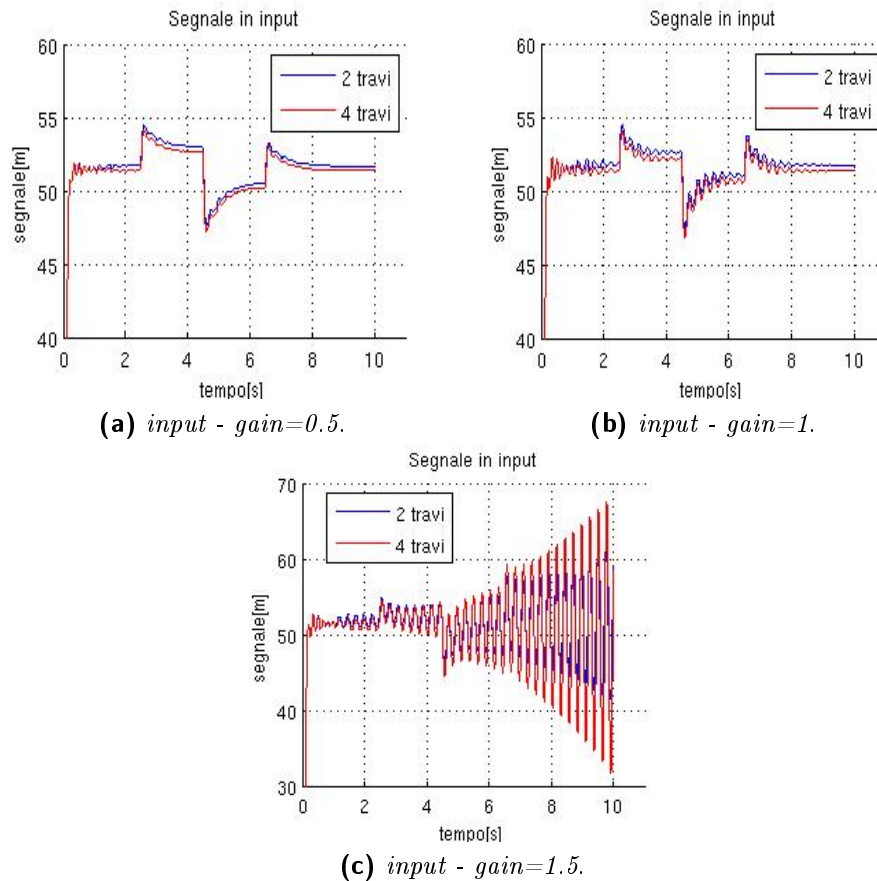 Segnale in input
60
55
50
45
40
segnale[m]
2 travi
4 travi
0 2 4 6 8 10
tempo[s]
(a) input - gain=0.5.
Segnale in input
60
55
50
45
40
segnale[m]
2 travi
4 travi
0 2 4 6 8 10
tempo[s]
(b) input - gain=1.
Segnale in input
70
60
50
40
30
segnale[m]
2 travi
4 travi
0 2 4 6 8 10
tempo[s]
(c) input - gain=1.5.